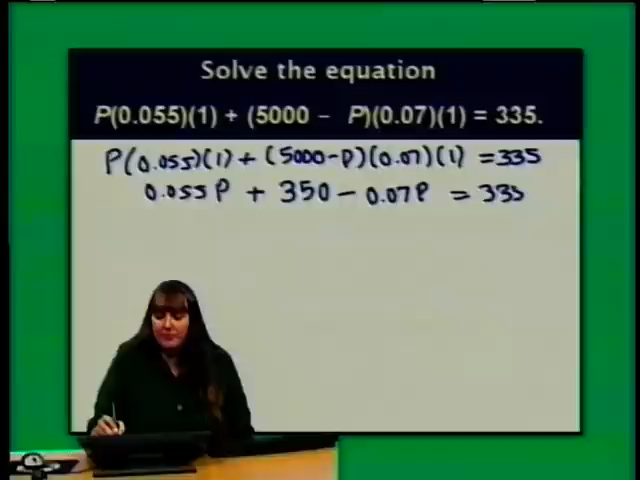 Solve the equation
P(0.055)(1) + (5000 − P)(0.07)(1) = 335.
P(0.055)(1) + (5000-P)(0.07)(1) = 335
0.055P + 350 - 0.07P = 335